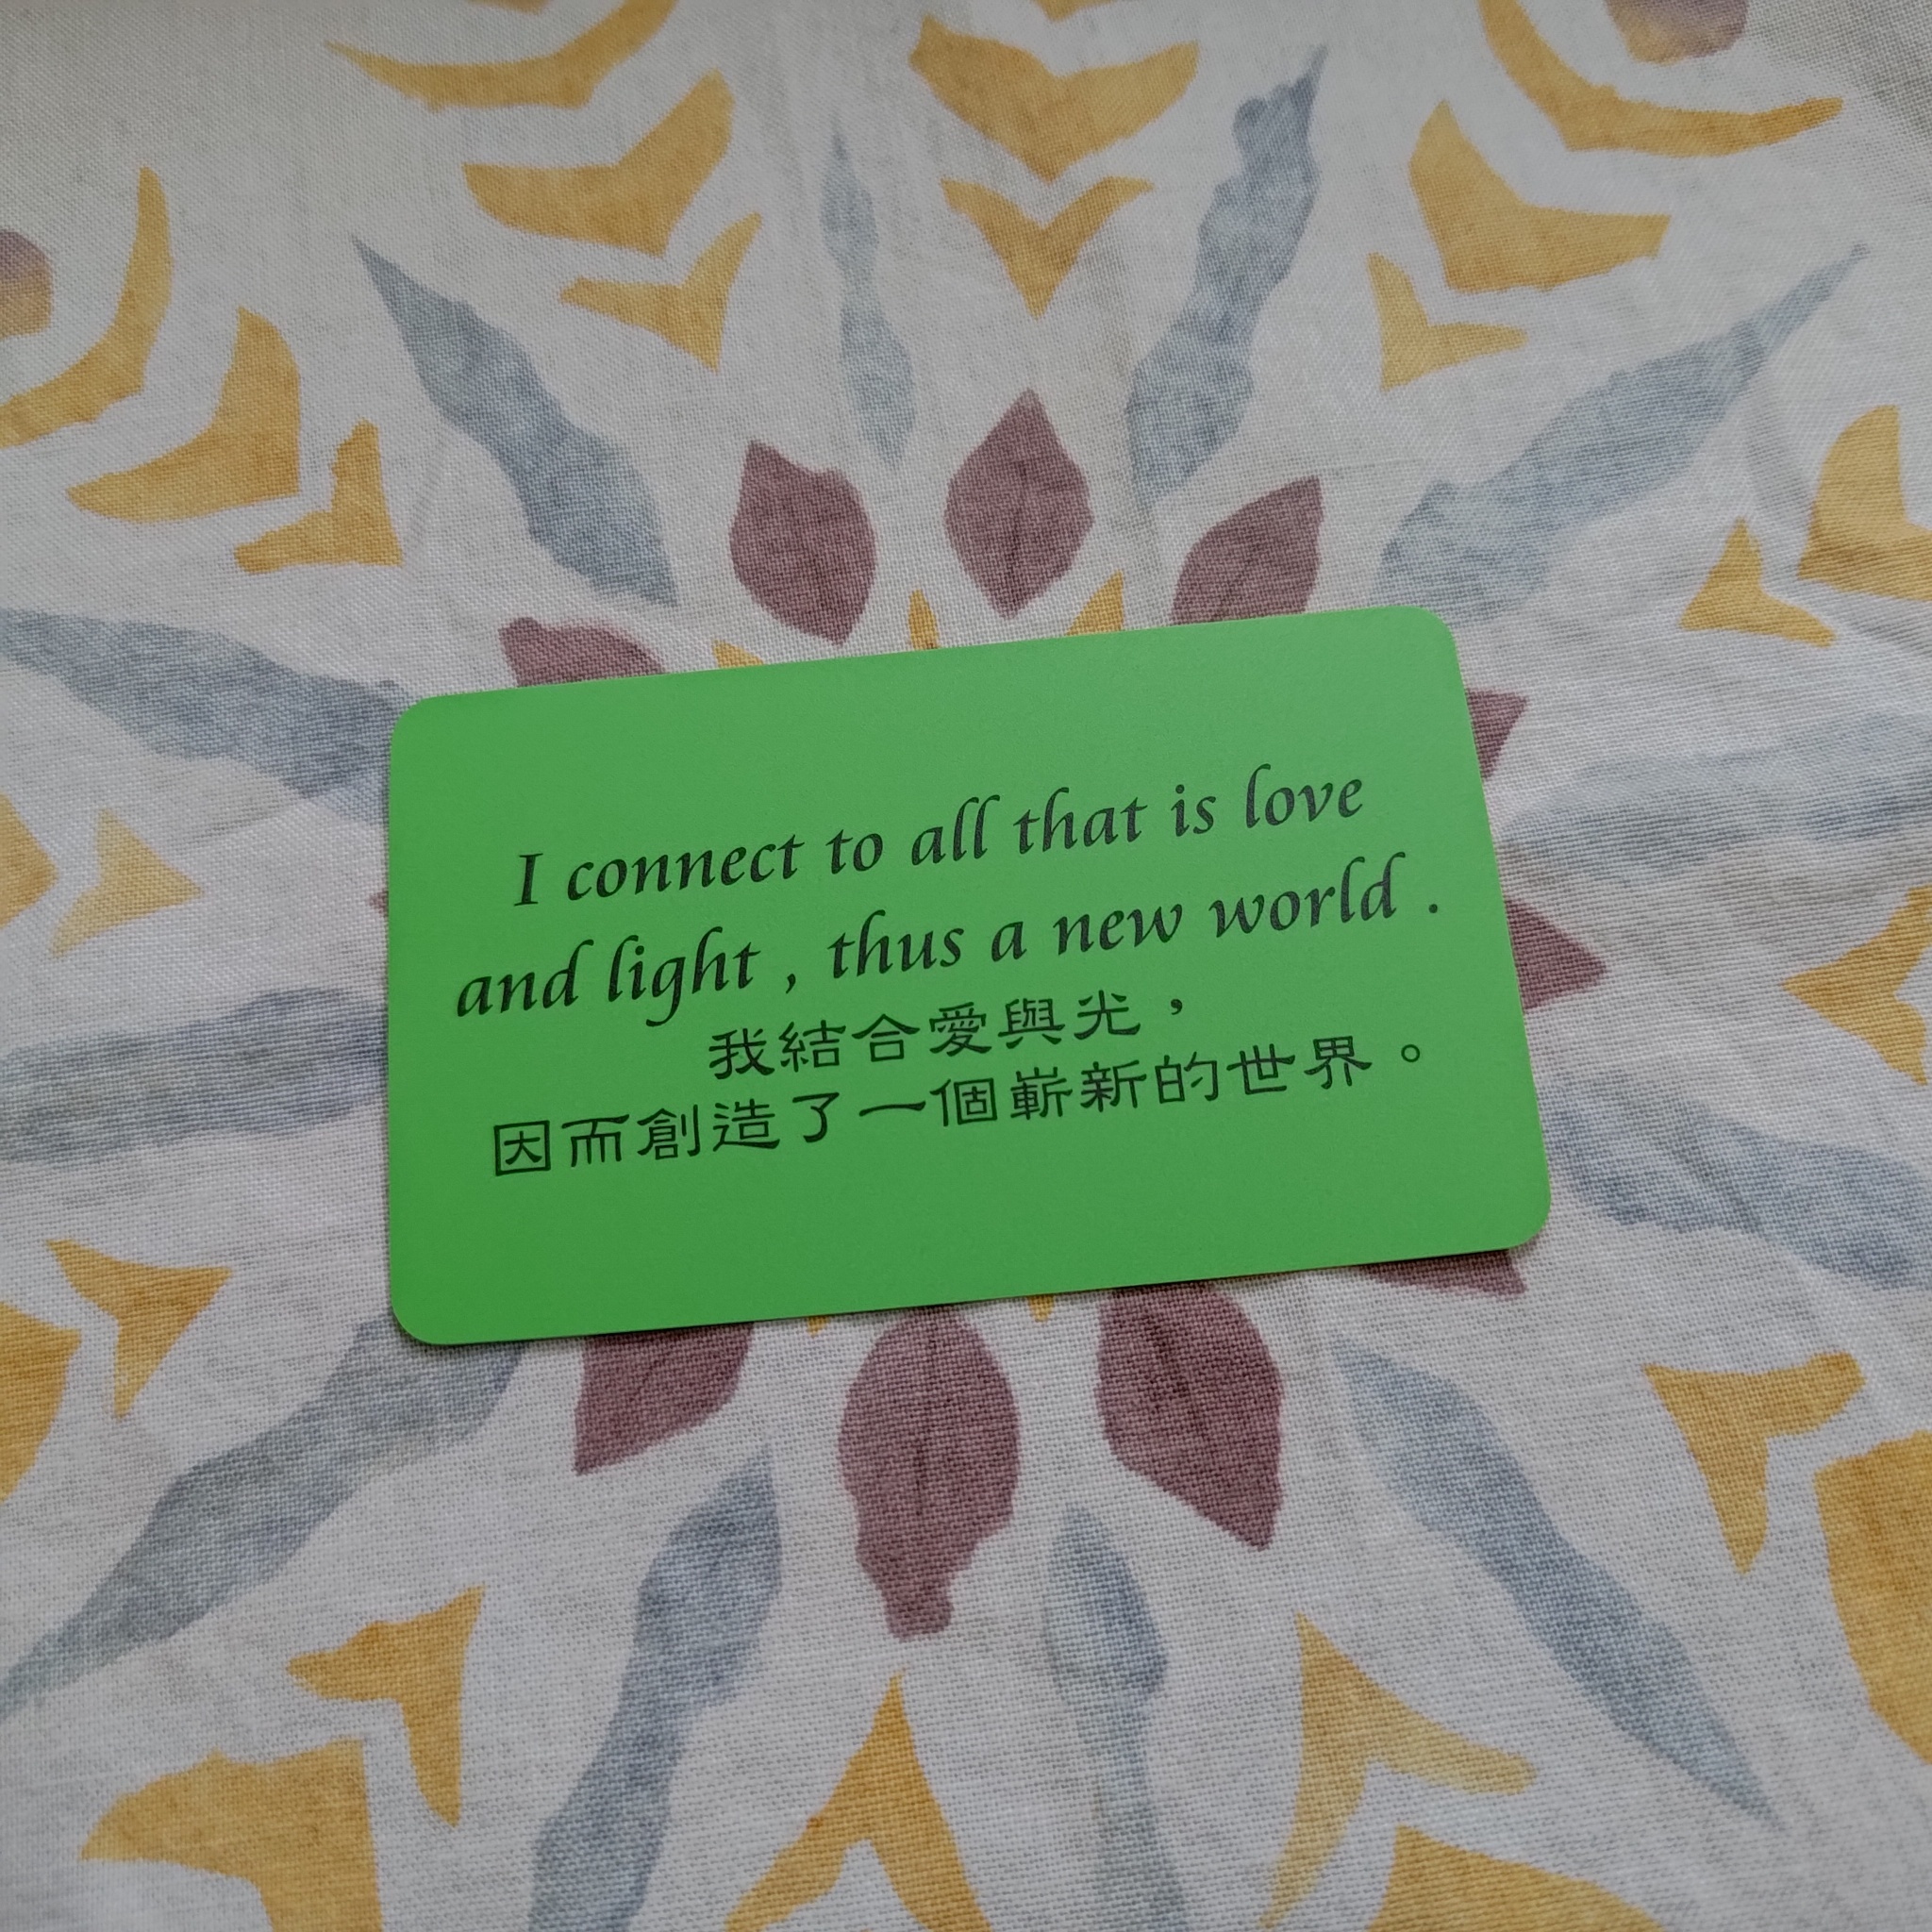 I connect to all that is love
and light , thus a new world .
我結合愛與光，
因而創造了一個嶄新的世界。